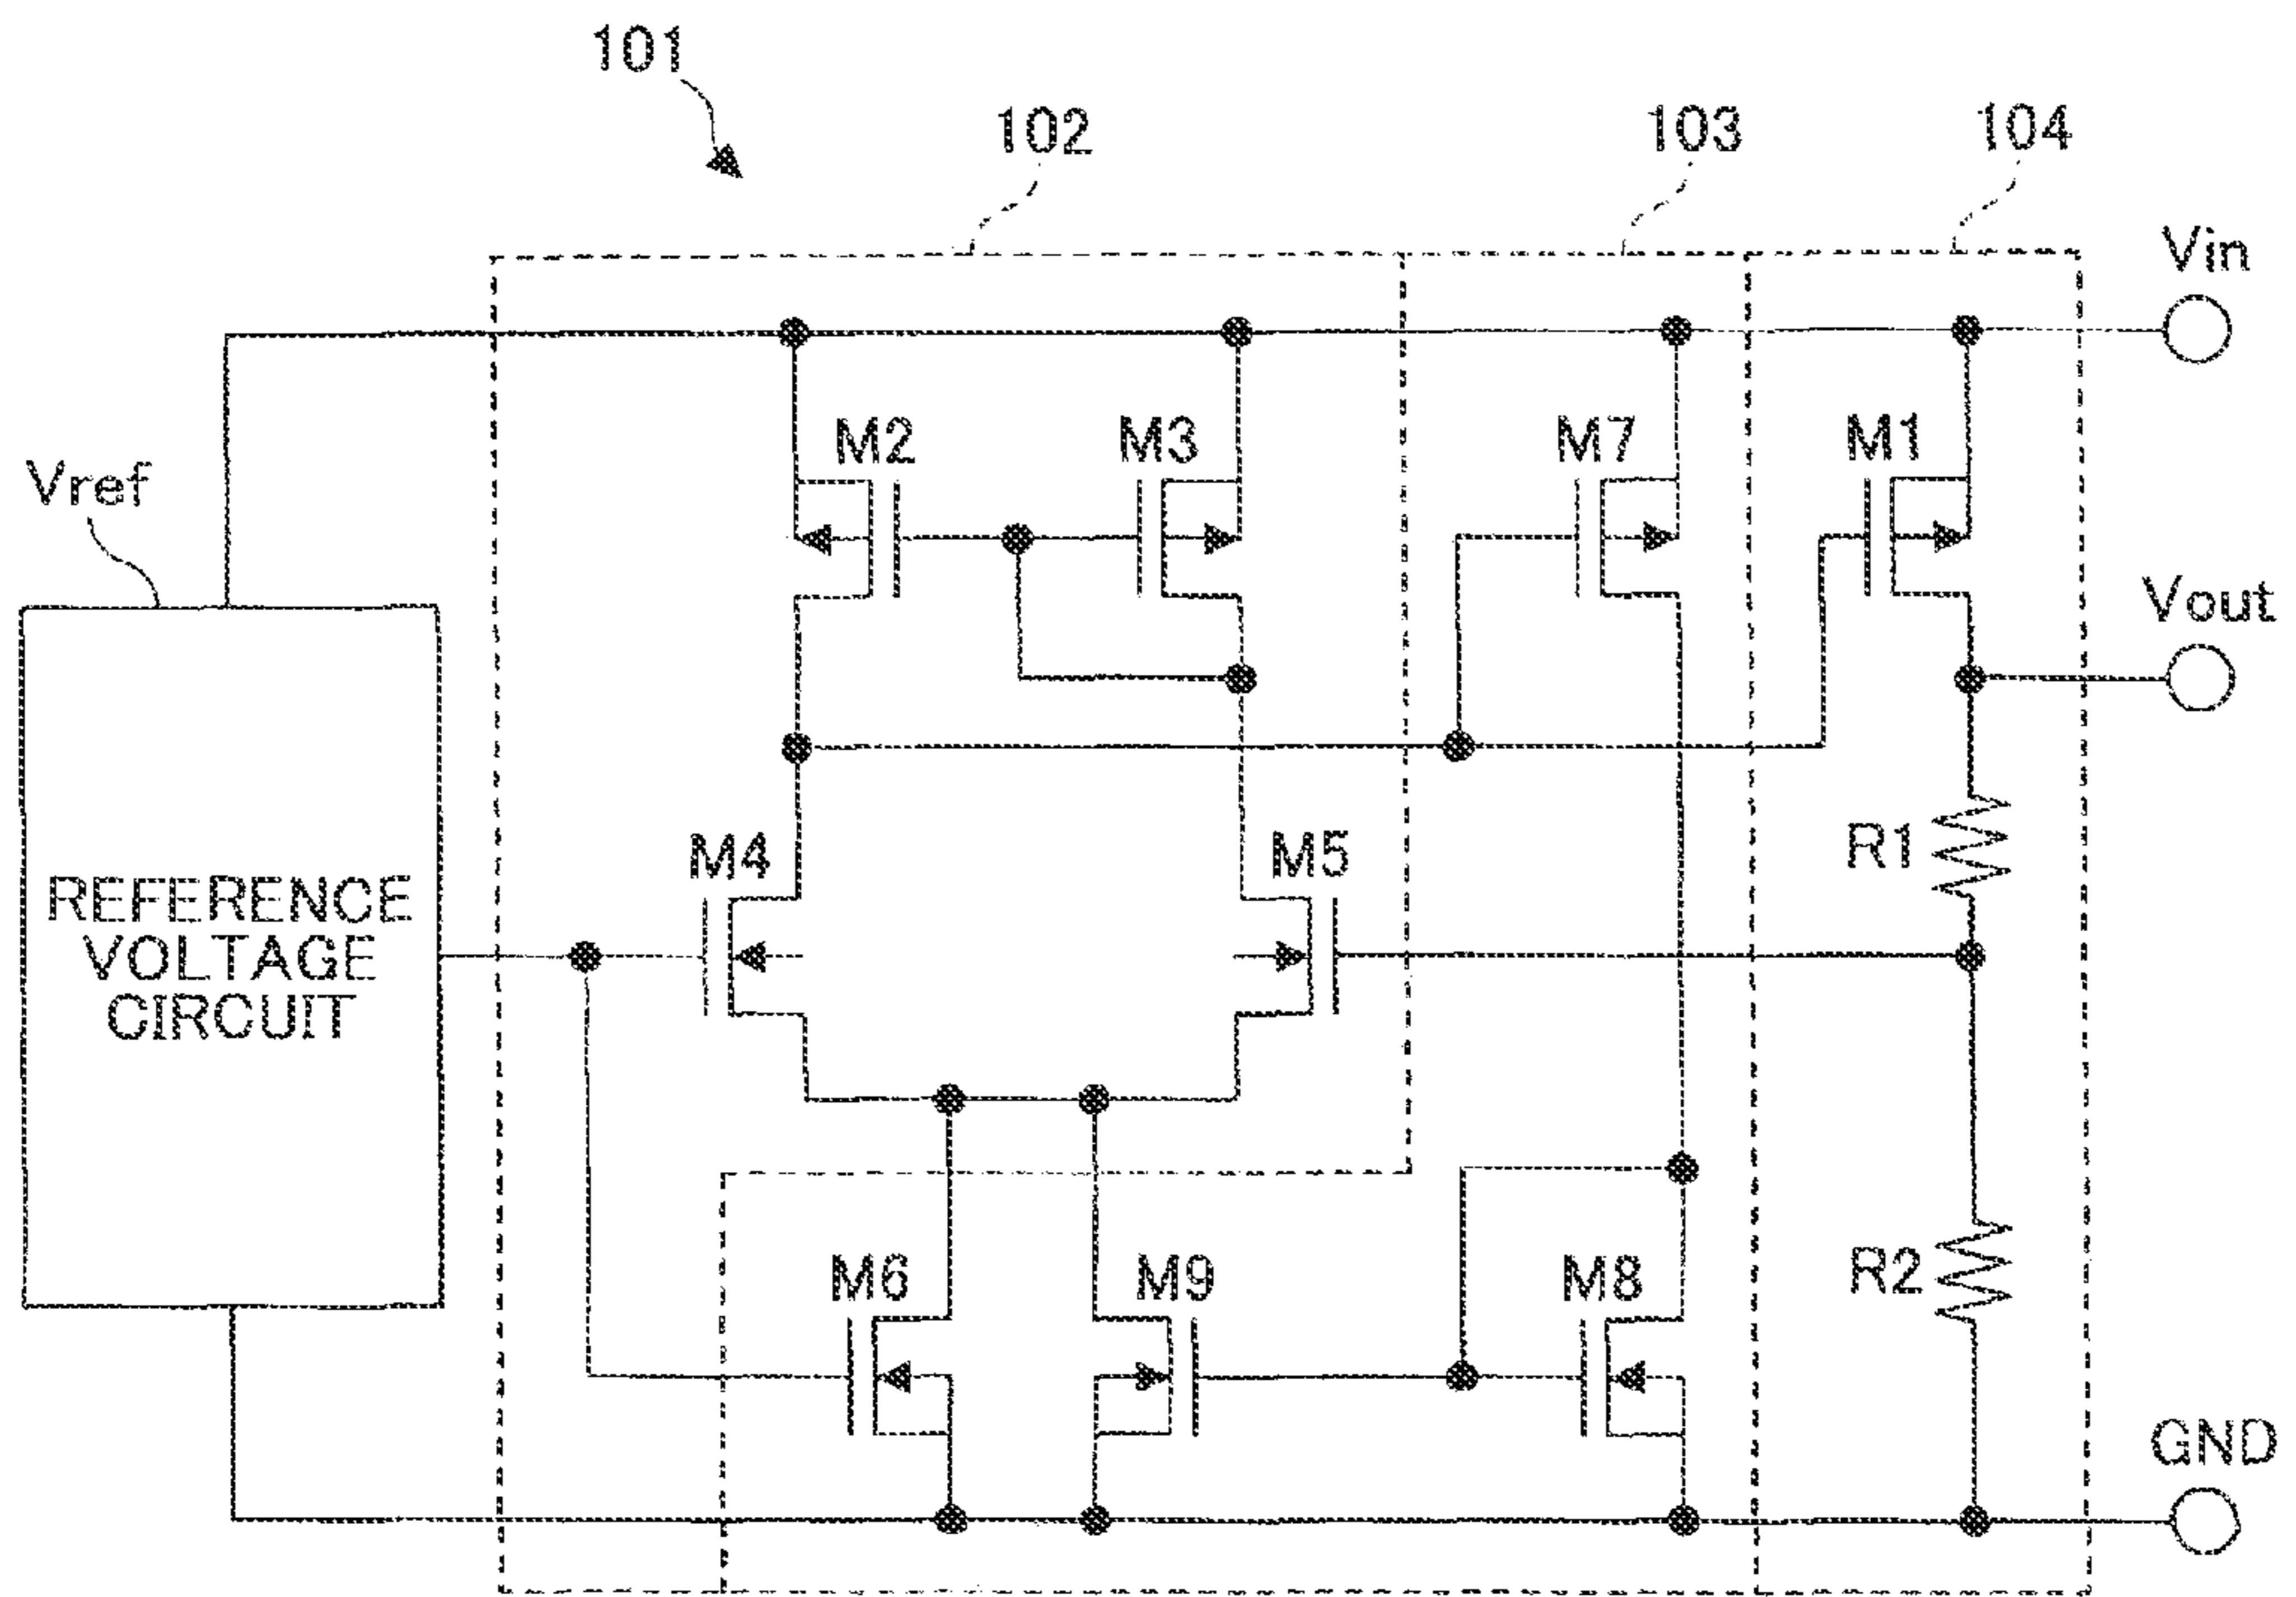 101
102
103
104
Vin
M2
M3
M7
M1
Vref
Vout
M4
M5
R1
REFERENCE
VOLTAGE
CIRCUIT
M6
M9
M8
R2
GND